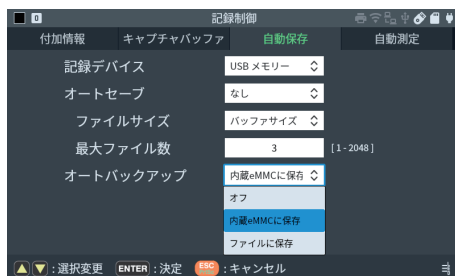 0 記録制御
付加情報 キャプチャバッファ 自動保存 自動測定
記録デバイス USB メモリー
オートセーブ なし
ファイルサイズ バッファサイズ
最大ファイル数 3 [ 1 - 2048 ]
オートバックアップ 内蔵eMMCに保存
オフ
内蔵eMMCに保存
ファイルに保存
:選択変更 ENTER :決定 ESC :キャンセル